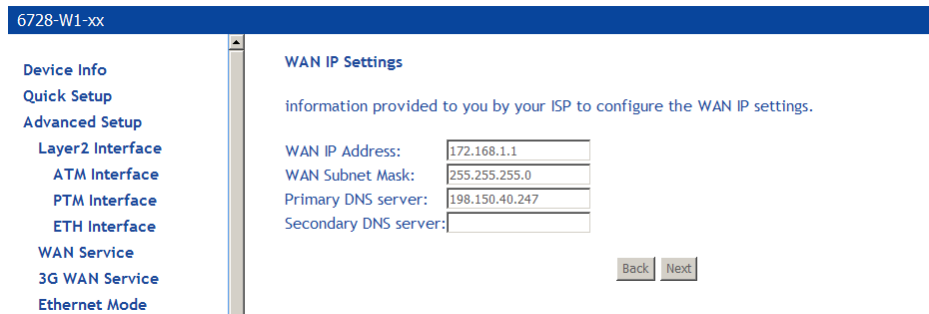 6728-W1-xx
Device Info
Quick Setup
Advanced Setup
Layer2 Interface
ATM Interface
PTM Interface
ETH Interface
WAN Service
3G WAN Service
Ethernet Mode
WAN IP Settings
information provided to you by your ISP to configure the WAN IP settings.
WAN IP Address: 172.168.1.1
WAN Subnet Mask: 255.255.255.0
Primary DNS server: 198.150.40.247
Secondary DNS server:
Back Next